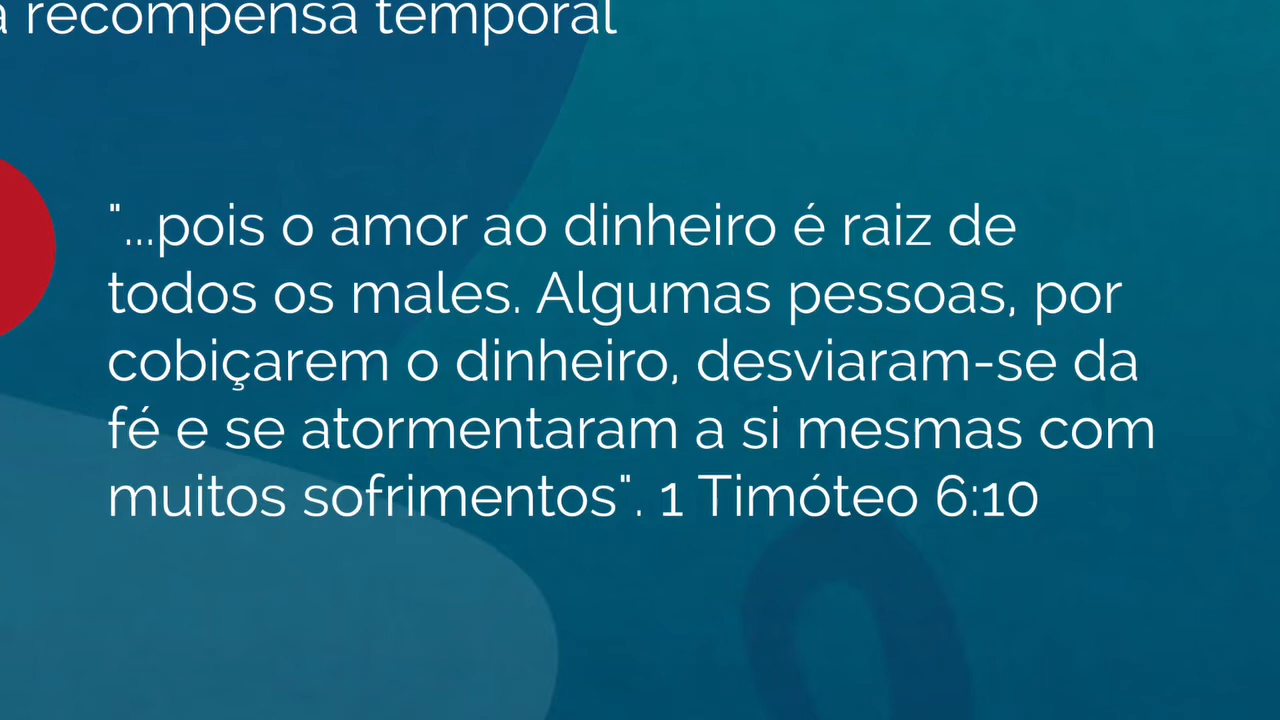 a recompensa temporal
"...pois o amor ao dinheiro é raiz de
todos os males. Algumas pessoas, por
cobiçarem o dinheiro, desviaram-se da
fé e se atormentaram a si mesmas com
muitos sofrimentos". 1 Timóteo 6:10